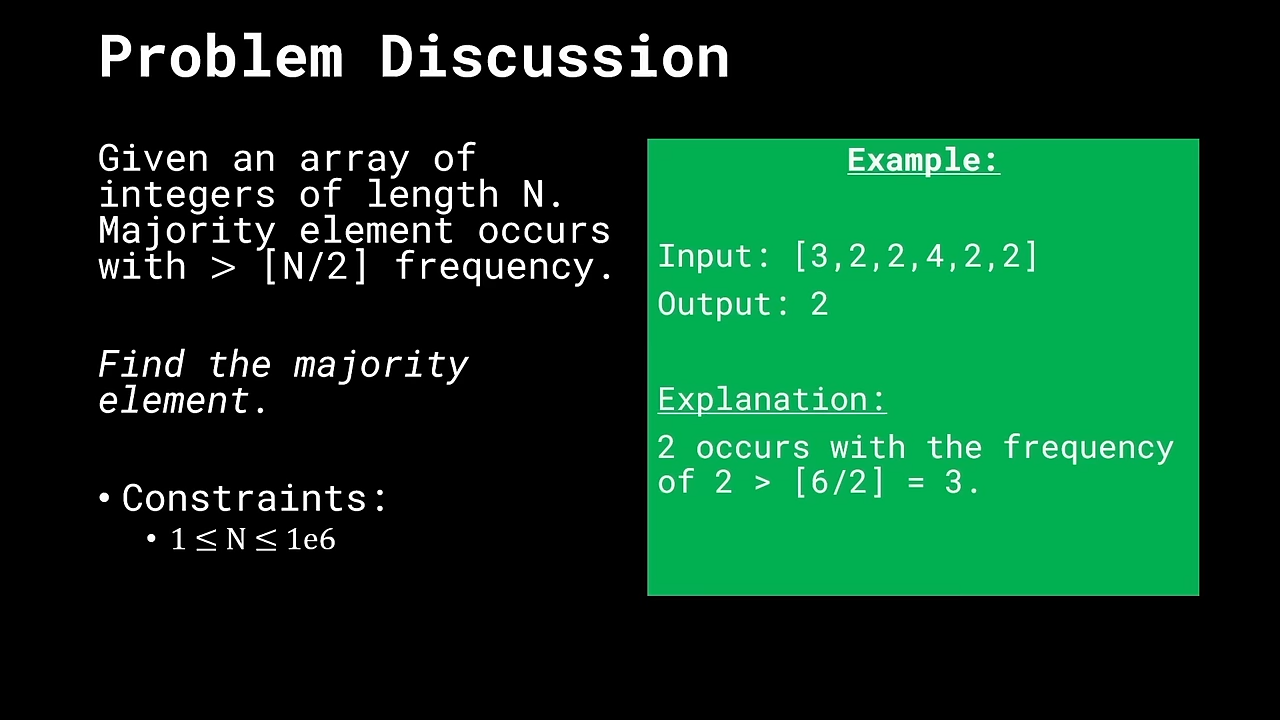 Problem Discussion
Given an array of
integers of length N.
Majority element occurs
with > [N/2] frequency.
Find the majority
element.
• Constraints:
• 1 ≤ N ≤ 1e6
Example:
Input: [3,2,2,4,2,2]
Output: 2
Explanation:
2 occurs with the frequency
of 2 > [6/2] = 3.